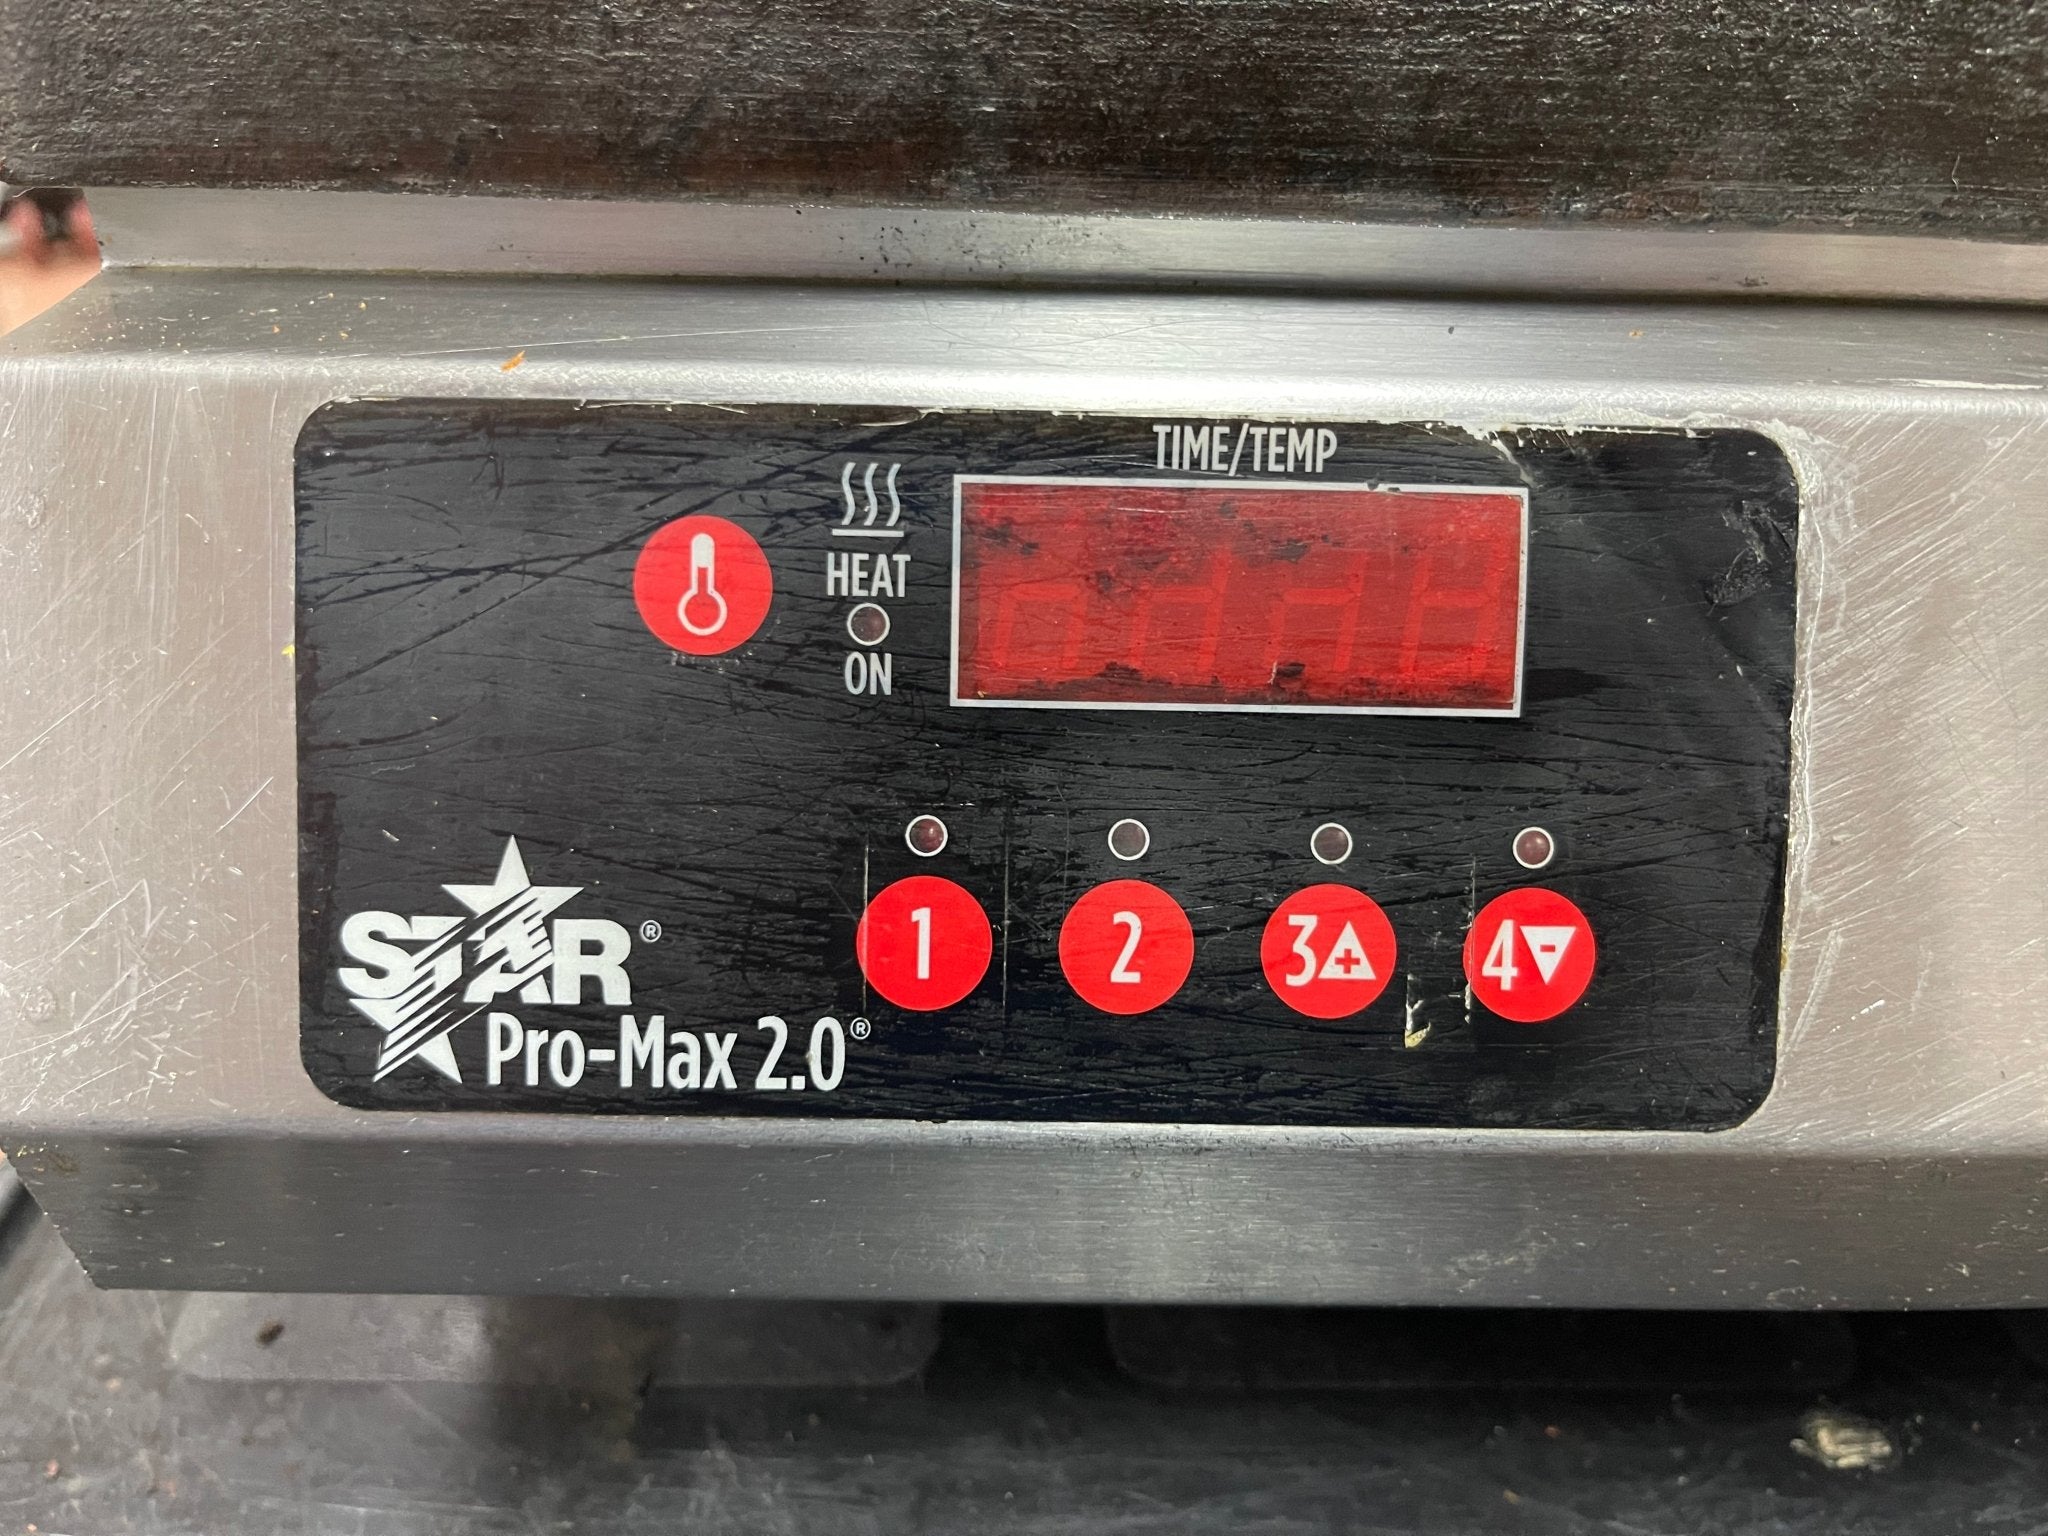 TIME/TEMP
HEAT
ON
1
2
3+
4-
STAR®
Pro-Max 2.0®